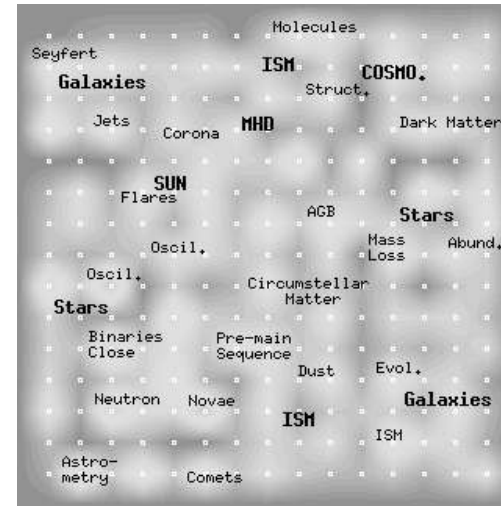 Molecules
Seyfert
ISM
COSMO.
Galaxies
Struct.
Jets
Corona
MHD
Dark Matter
SUN
Flares
AGB
Stars
Oscil.
Mass
Loss
Abund.
Oscil.
Circumstellar
Matter
Stars
Binaries
Close
Pre-main
Sequence
Dust
Evol.
Neutron
Novae
Galaxies
ISM
ISM
Astro-
metry
Comets